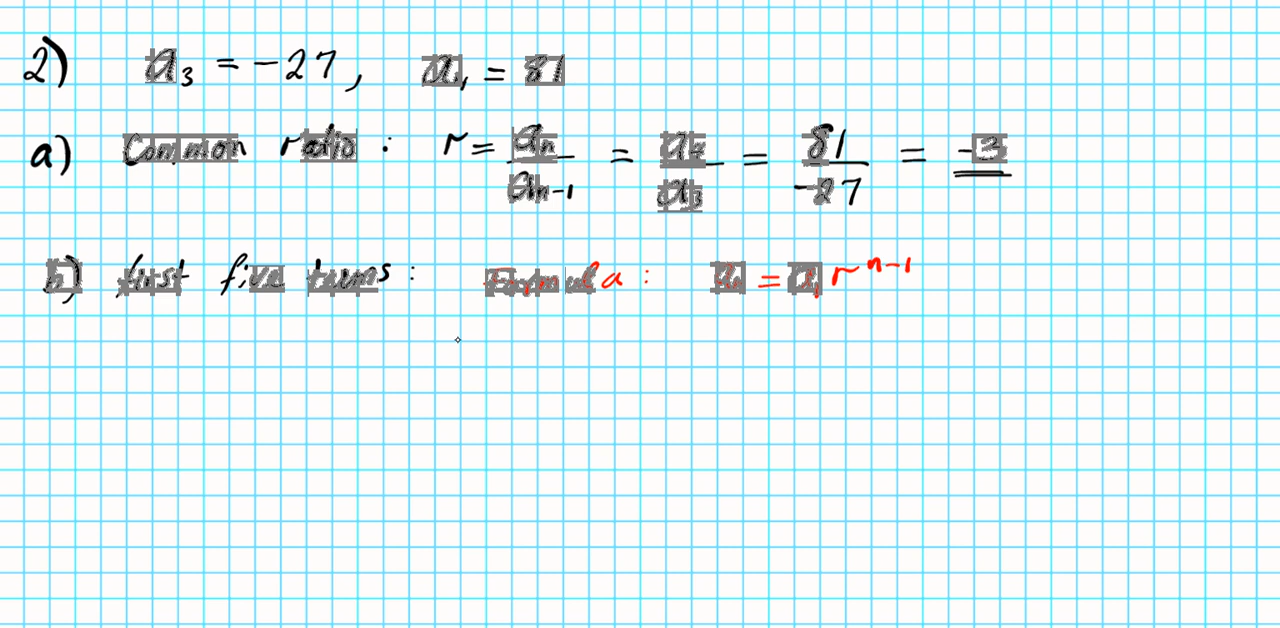 2) a₃ = -27, a₁ = 81
a) Common ratio : r = aₙ/aₙ₋₁ = a₄/a₃ = 81/-27 = -3
b) first five terms : Formula : aₙ = a₁rⁿ⁻¹